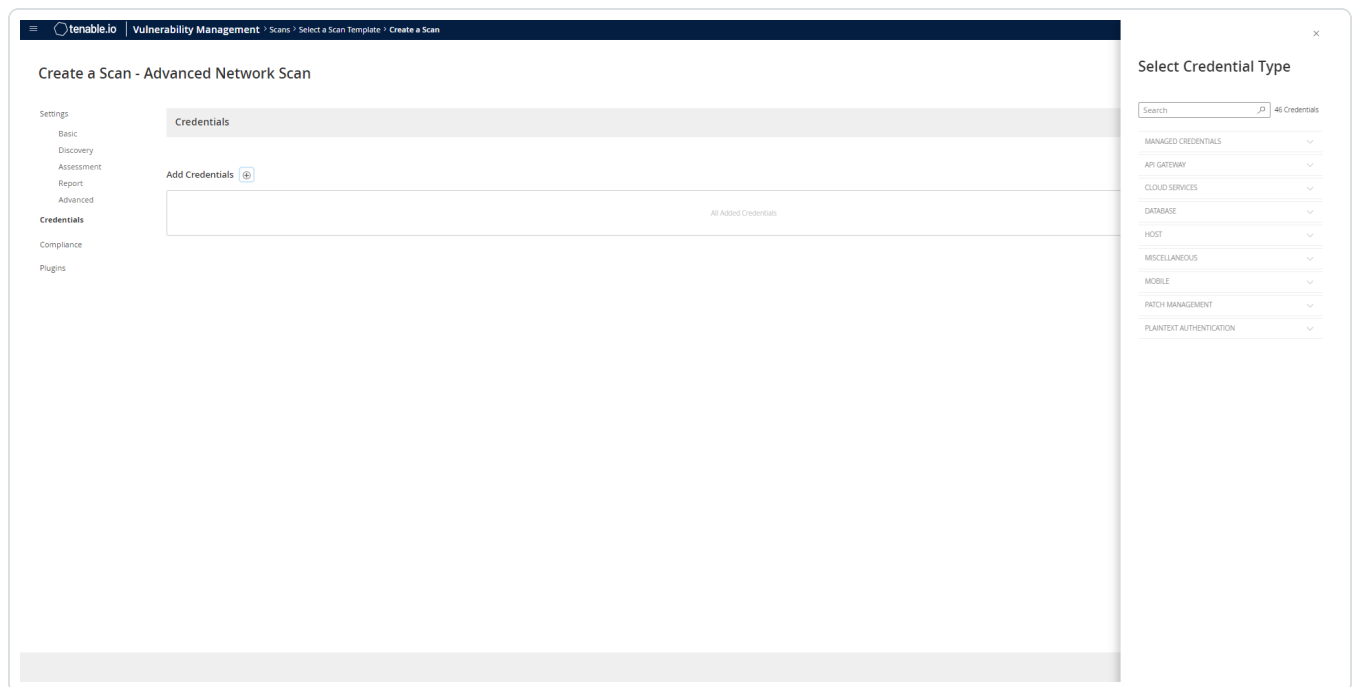 tenable.io Vulnerability Management > Scans > Select a Scan Template > Create a Scan
Create a Scan - Advanced Network Scan
Settings
Basic
Discovery
Assessment
Report
Advanced
Credentials
Compliance
Plugins
Credentials
Add Credentials
All Added Credentials
Select Credential Type
Search
46 Credentials
MANAGED CREDENTIALS
API GATEWAY
CLOUD SERVICES
DATABASE
HOST
MISCELLANEOUS
MOBILE
PATCH MANAGEMENT
PLAINTEXT AUTHENTICATION